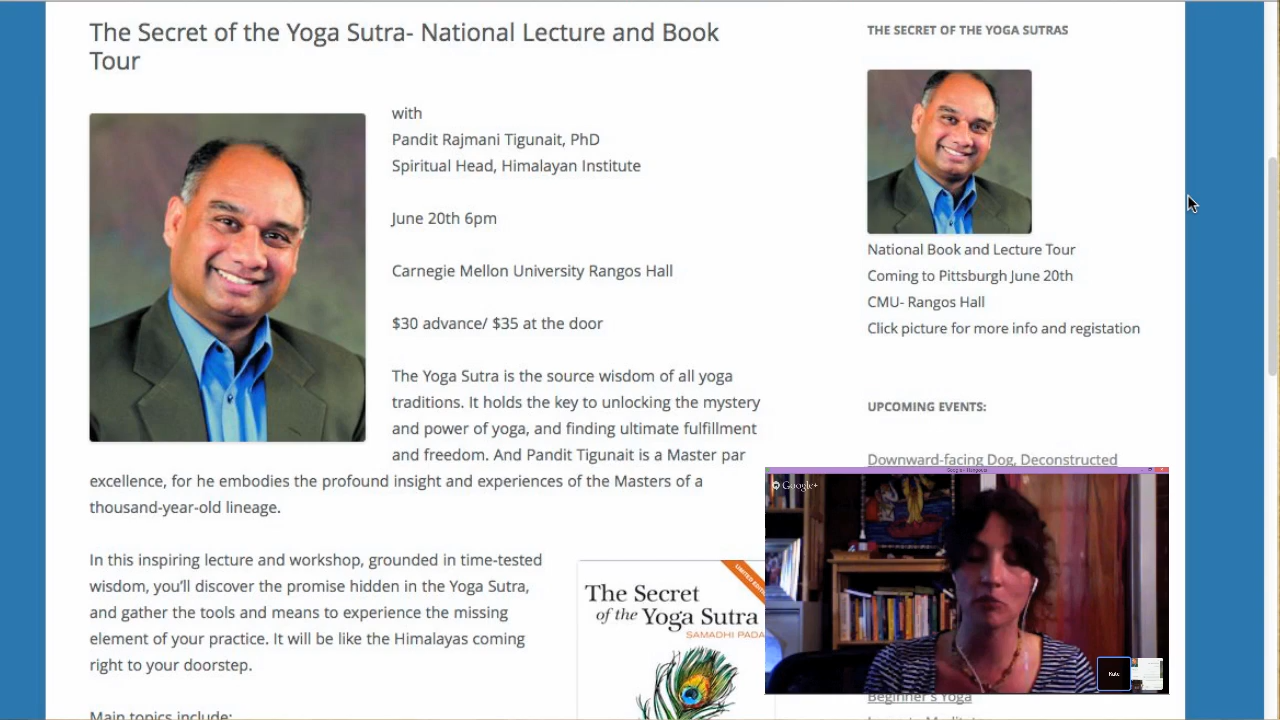 The Secret of the Yoga Sutra- National Lecture and Book
Tour
with
Pandit Rajmani Tigunait, PhD
Spiritual Head, Himalayan Institute
June 20th 6pm
Carnegie Mellon University Rangos Hall
$30 advance/ $35 at the door
The Yoga Sutra is the source wisdom of all yoga
traditions. It holds the key to unlocking the mystery
and power of yoga, and finding ultimate fulfillment
and freedom. And Pandit Tigunait is a Master par
excellence, for he embodies the profound insight and experiences of the Masters of a
thousand-year-old lineage.
In this inspiring lecture and workshop, grounded in time-tested
wisdom, you'll discover the promise hidden in the Yoga Sutra,
and gather the tools and means to experience the missing
element of your practice. It will be like the Himalayas coming
right to your doorstep.
Main topics include:
LIMITED
The Secret
of the Yoga Sutra
SAMADHI PADA
THE SECRET OF THE YOGA SUTRAS
National Book and Lecture Tour
Coming to Pittsburgh June 20th
CMU- Rangos Hall
Click picture for more info and registation
UPCOMING EVENTS:
Downward-facing Dog, Deconstructed
Google+
Kate
Beginner's Yoga